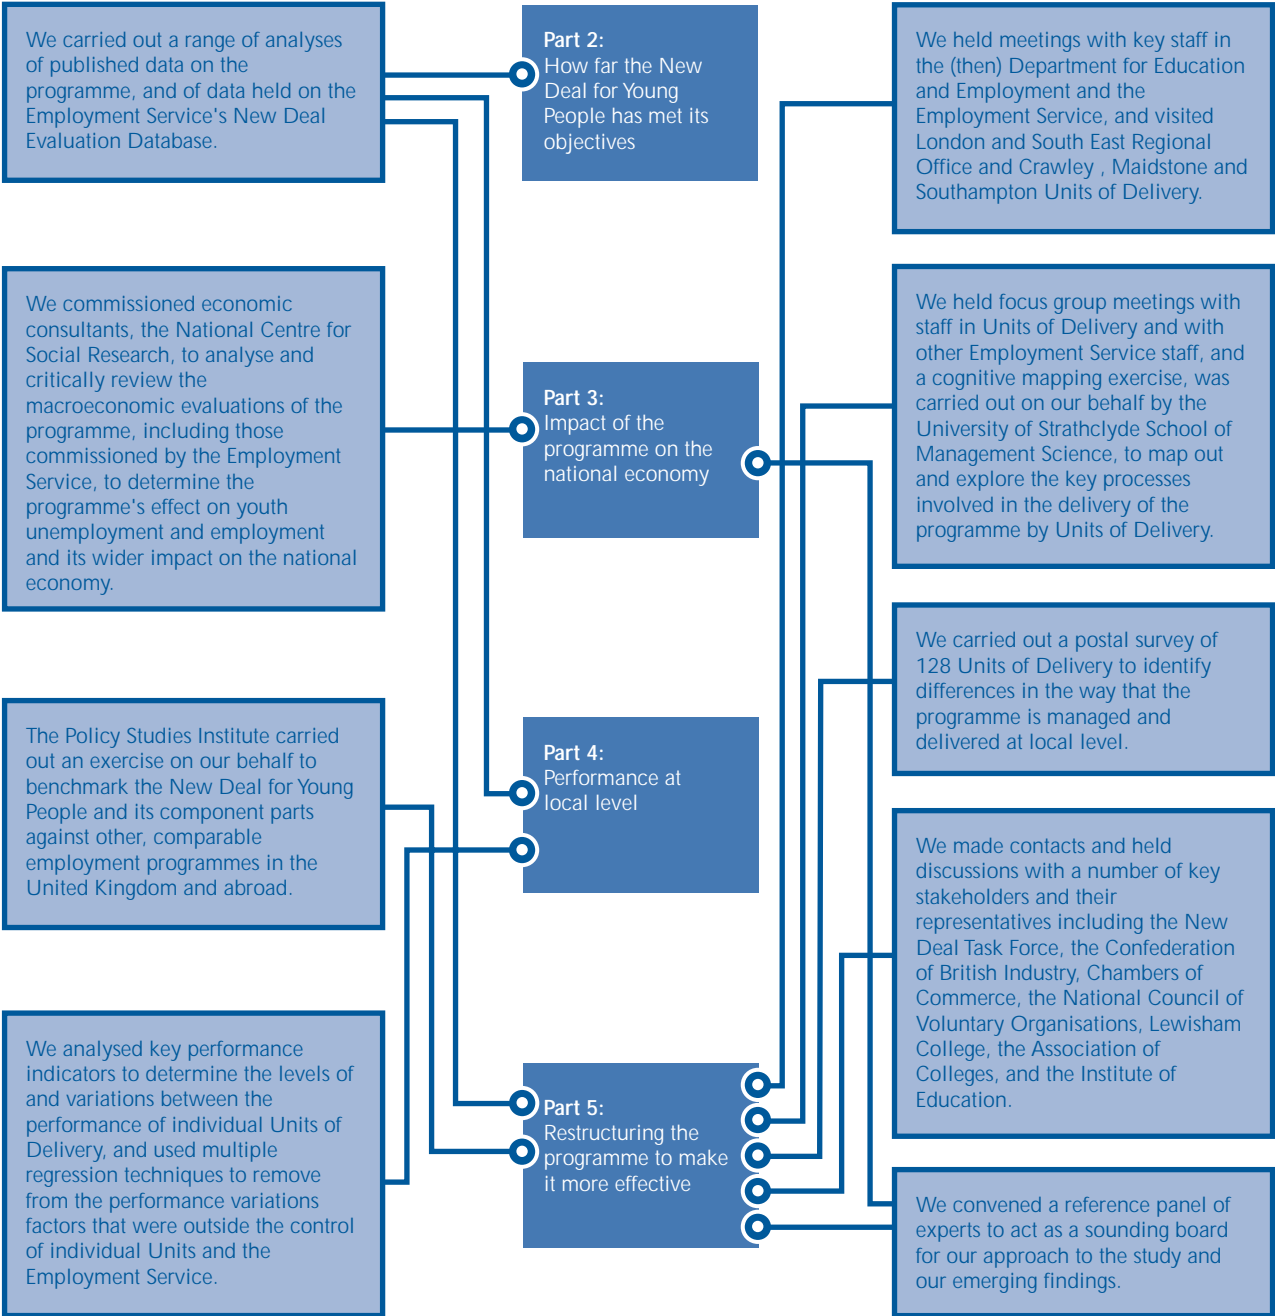 We carried out a range of analyses
of published data on the
programme, and of data held on the
Employment Service's New Deal
Evaluation Database.
We commissioned economic
consultants, the National Centre for
Social Research, to analyse and
critically review the
macroeconomic evaluations of the
programme, including those
commissioned by the Employment
Service, to determine the
programme's effect on youth
unemployment and employment
and its wider impact on the national
economy.
The Policy Studies Institute carried
out an exercise on our behalf to
benchmark the New Deal for Young
People and its component parts
against other, comparable
employment programmes in the
United Kingdom and abroad.
We analysed key performance
indicators to determine the levels of
and variations between the
performance of individual Units of
Delivery, and used multiple
regression techniques to remove
from the performance variations
factors that were outside the control
of individual Units and the
Employment Service.
Part 2:
How far the New
Deal for Young
People has met its
objectives
Part 3:
Impact of the
programme on the
national economy
Part 4:
Performance at
local level
Part 5:
Restructuring the
programme to make
it more effective
We held meetings with key staff in
the (then) Department for Education
and Employment and the
Employment Service, and visited
London and South East Regional
Office and Crawley , Maidstone and
Southampton Units of Delivery.
We held focus group meetings with
staff in Units of Delivery and with
other Employment Service staff, and
a cognitive mapping exercise, was
carried out on our behalf by the
University of Strathclyde School of
Management Science, to map out
and explore the key processes
involved in the delivery of the
programme by Units of Delivery.
We carried out a postal survey of
128 Units of Delivery to identify
differences in the way that the
programme is managed and
delivered at local level.
We made contacts and held
discussions with a number of key
stakeholders and their
representatives including the New
Deal Task Force, the Confederation
of British Industry, Chambers of
Commerce, the National Council of
Voluntary Organisations, Lewisham
College, the Association of
Colleges, and the Institute of
Education.
We convened a reference panel of
experts to act as a sounding board
for our approach to the study and
our emerging findings.